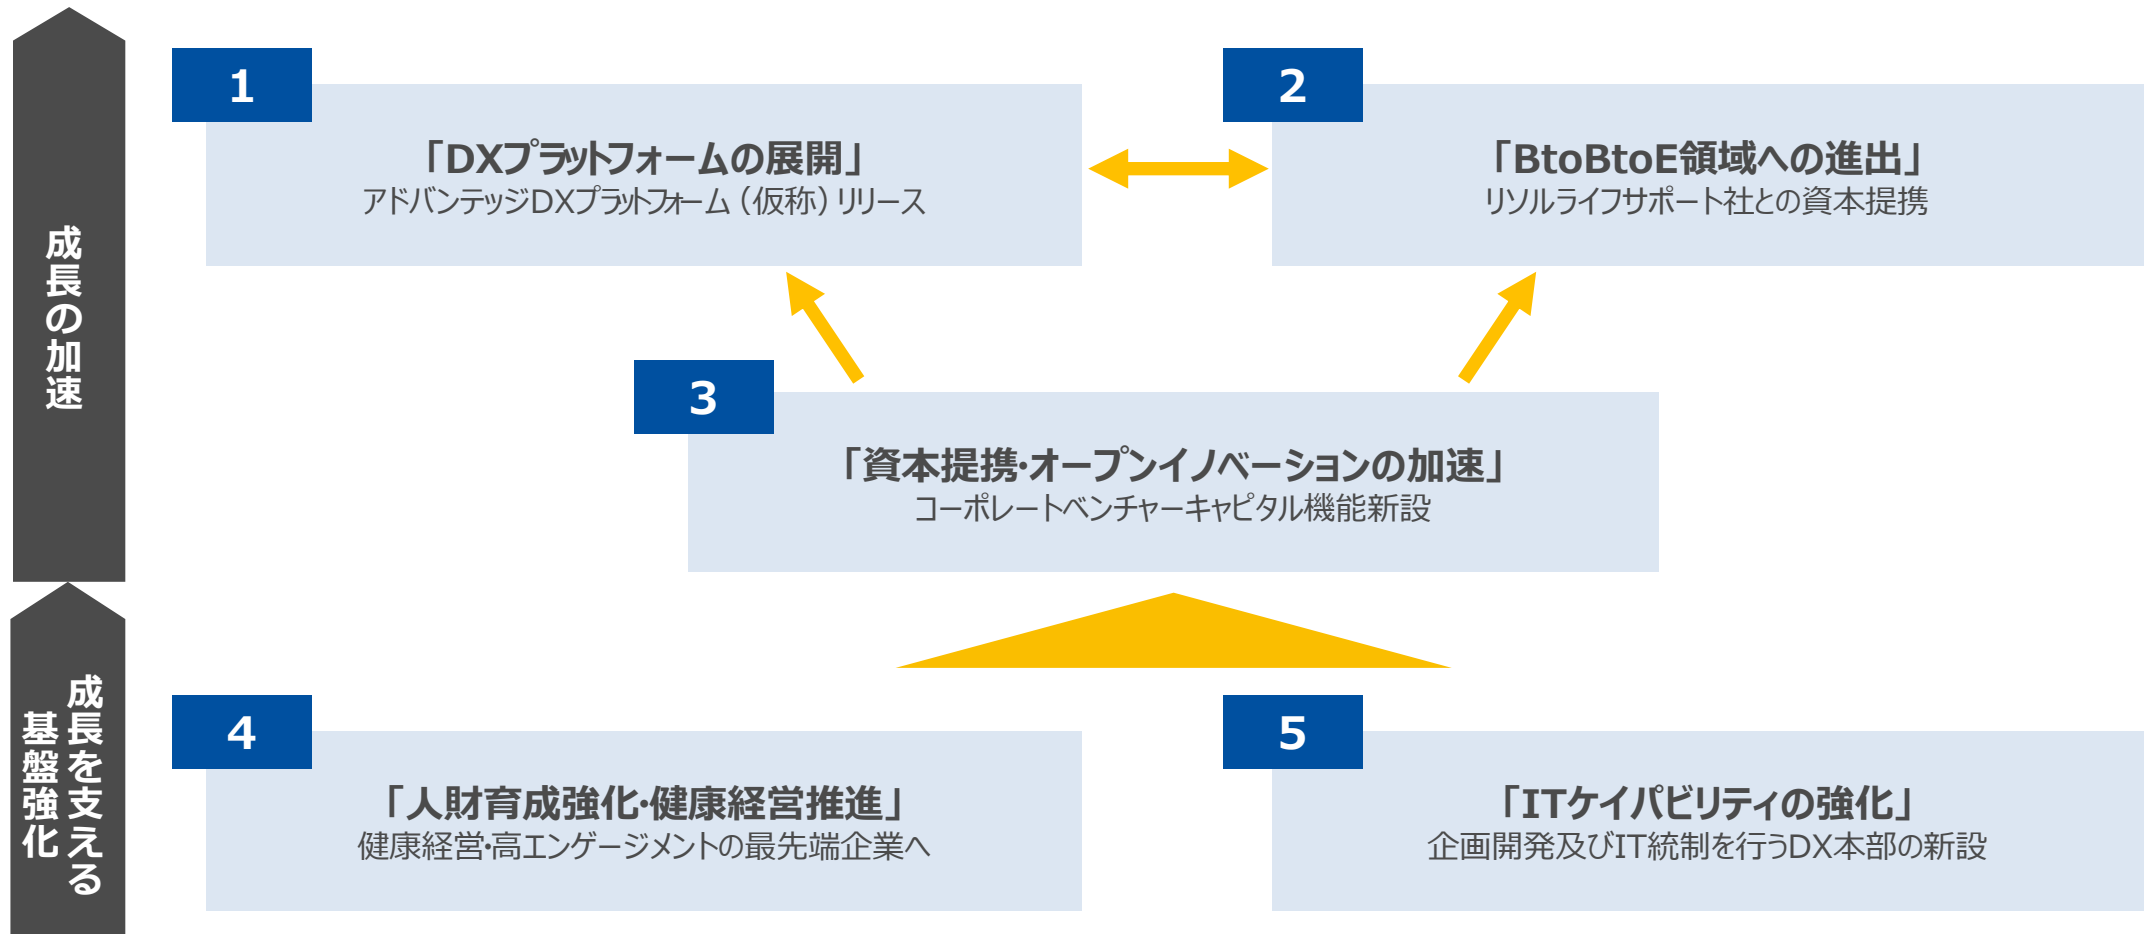 成長の加速
1
「DXプラットフォームの展開」
アドバンテッジDXプラットフォーム（仮称）リリース
2
「BtoBtoE領域への進出」
リソルライフサポート社との資本提携
3
「資本提携・オープンイノベーションの加速」
コーポレートベンチャーキャピタル機能新設
成長を支える
基盤強化
4
「人財育成強化・健康経営推進」
健康経営・高エンゲージメントの最先端企業へ
5
「ITケイパビリティの強化」
企画開発及びIT統制を行うDX本部の新設